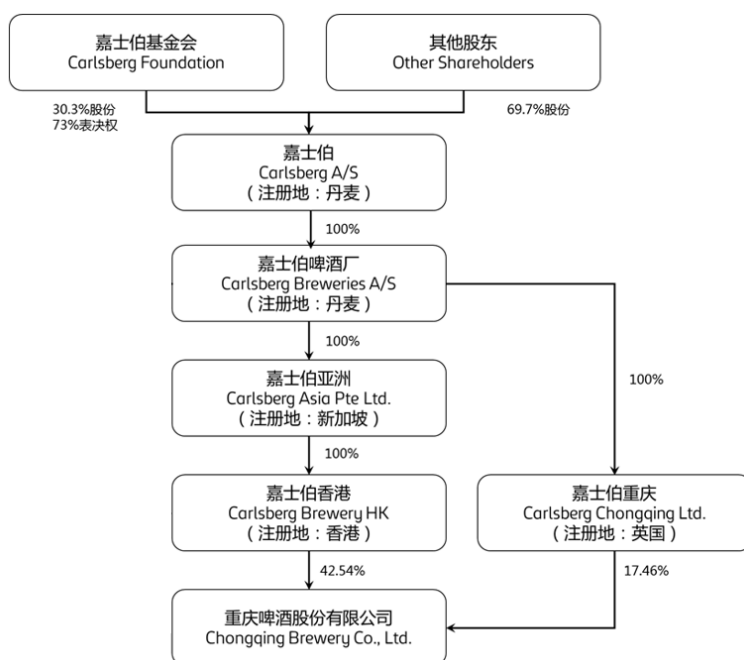 嘉士伯基金会
Carlsberg Foundation
其他股东
Other Shareholders
30.3%股份
73%表决权
69.7%股份
嘉士伯
Carlsberg A/S
（注册地：丹麦）
100%
嘉士伯啤酒厂
Carlsberg Breweries A/S
（注册地：丹麦）
100%
嘉士伯亚洲
Carlsberg Asia Pte Ltd.
（注册地：新加坡）
100%
100%
嘉士伯香港
Carlsberg Brewery HK
（注册地：香港）
嘉士伯重庆
Carlsberg Chongqing Ltd.
（注册地：英国）
42.54%
17.46%
重庆啤酒股份有限公司
Chongqing Brewery Co., Ltd.